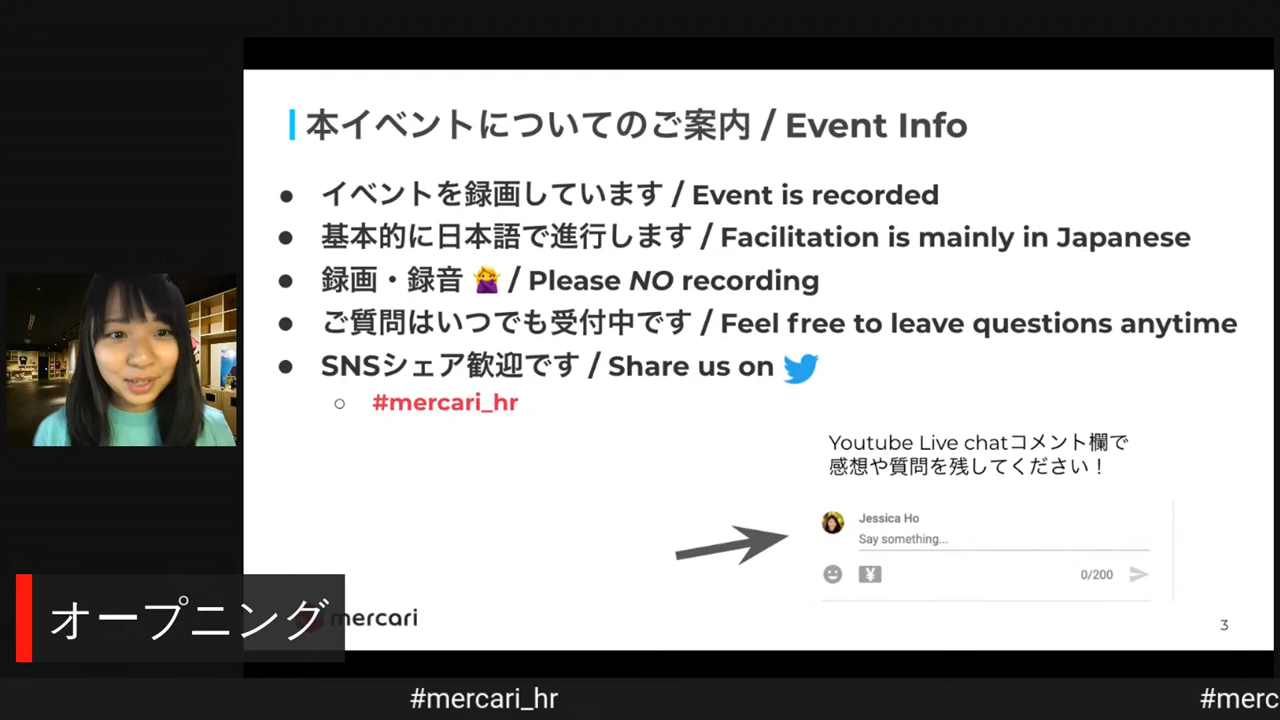 本イベントについてのご案内 / Event Info
● イベントを録画しています / Event is recorded
● 基本的に日本語で進行します / Facilitation is mainly in Japanese
● 録画・録音 🙅‍♀️ / Please NO recording
● ご質問はいつでも受付中です / Feel free to leave questions anytime
● SNSシェア歓迎です / Share us on
○ #mercari_hr
Youtube Live chatコメント欄で
感想や質問を残してください！
Jessica Ho
Say something...
¥
0/200
オープニング
mercari
3
#mercari_hr
#merc